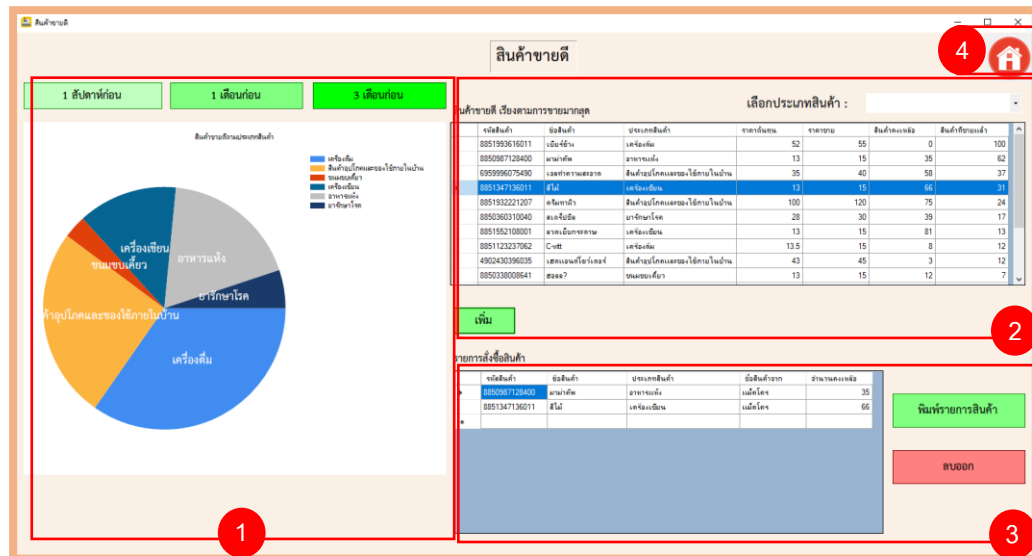 สินค้าขายดี
สินค้าขายดี
4
1 สัปดาห์ก่อน
1 เดือนก่อน
3 เดือนก่อน
เลือกประเภทสินค้า :
สินค้าขายดี เรียงตามการขายมากสุด
สินค้าขายดีตามประเภทสินค้า
เครื่องดื่ม
สินค้าอุปโภคและของใช้ภายในบ้าน
ขนมขบเคี้ยว
เครื่องเขียน
อาหารแห้ง
ยารักษาโรค
เครื่องเขียน
ขนมขบเคี้ยว
อาหารแห้ง
ยารักษาโรค
ค้าอุปโภคและของใช้ภายในบ้าน
เครื่องดื่ม
1
รหัสสินค้า ชื่อสินค้า ประเภทสินค้า ราคาต้นทุน ราคาขาย สินค้าคงเหลือ สินค้าที่ขายแล้ว
8851993616011 เบียร์ช้าง เครื่องดื่ม 52 55 0 100
8850987128400 มาม่าคัพ อาหารแห้ง 13 15 35 62
6959996075490 เจลทำความสะอาด สินค้าอุปโภคและของใช้ภายในบ้าน 35 40 58 37
8851347136011 สีไม้ เครื่องเขียน 13 15 66 31
8851932221207 ครีมทาผิว สินค้าอุปโภคและของใช้ภายในบ้าน 100 120 75 24
8850360310040 ยารักษาโรค 28 30 39 17
8851552108001 ลวดเย็บกระดาษ เครื่องเขียน 13 15 81 13
8851123237062 C-vitt เครื่องดื่ม 13.5 15 8 12
4902430396035 เฮดแอนด์โชว์เดอร์ สินค้าอุปโภคและของใช้ภายในบ้าน 43 45 3 12
8850338008641 ขนมขบเคี้ยว 13 15 12 7
เพิ่ม
2
รายการสั่งซื้อสินค้า
รหัสสินค้า ชื่อสินค้า ประเภทสินค้า ซื้อสินค้าจาก จำนวนคงเหลือ
8850987128400 มาม่าคัพ อาหารแห้ง แม็คโคร 35
8851347136011 สีไม้ เครื่องเขียน แม็คโคร 66
พิมพ์รายการสินค้า
ลบออก
3